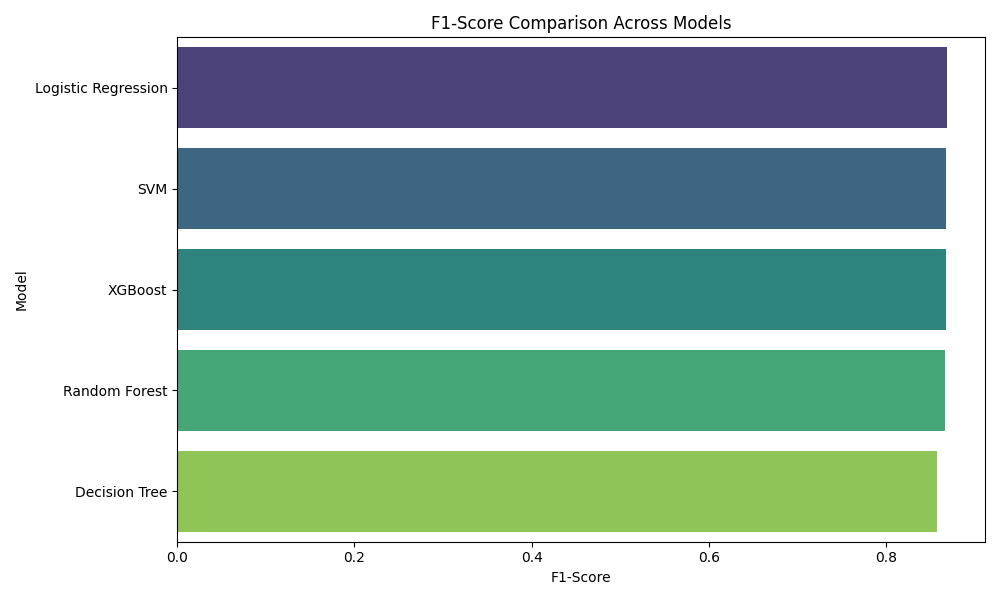 F1-Score Comparison Across Models
Logistic Regression
SVM
XGBoost
Random Forest
Decision Tree
Model
0.0 0.2 0.4 0.6 0.8
F1-Score